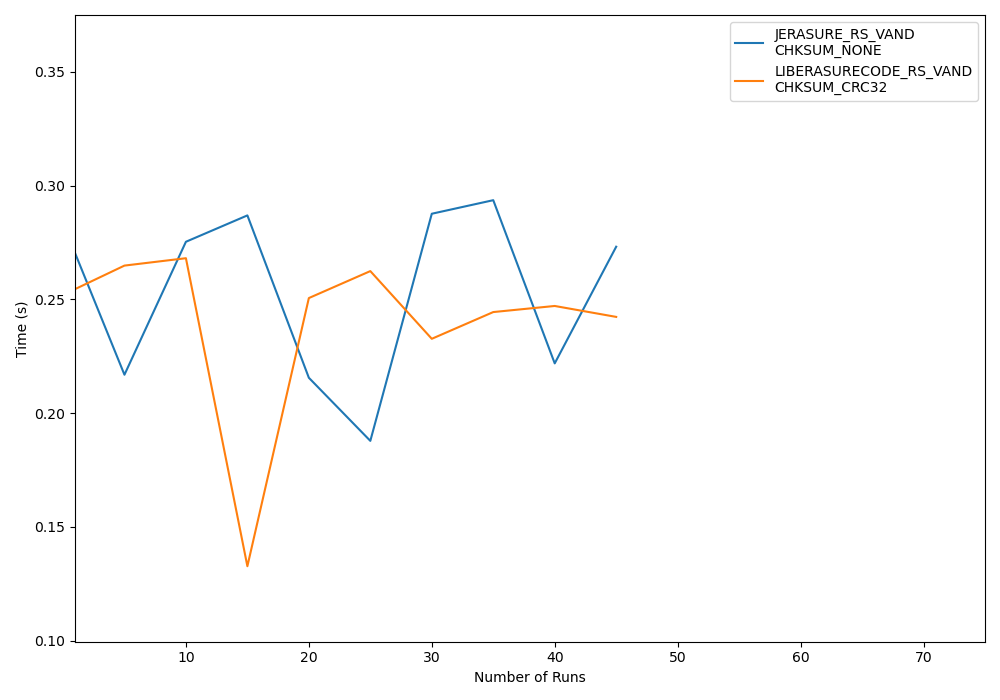 JERASURE_RS_VAND
CHKSUM_NONE
LIBERASURECODE_RS_VAND
CHKSUM_CRC32
0.35
0.30
0.25
0.20
0.15
0.10
Time (s)
10 20 30 40 50 60 70
Number of Runs